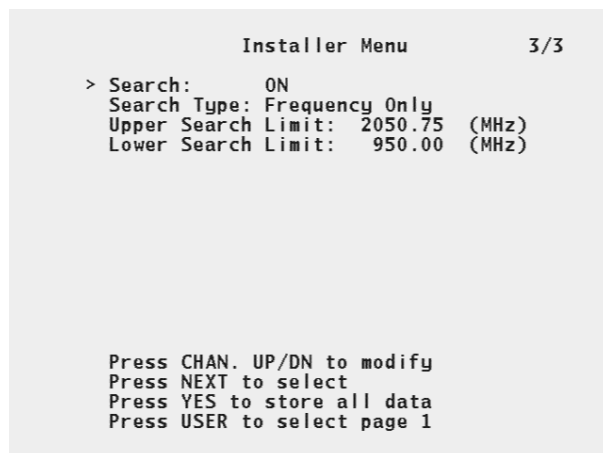 Installer Menu 3/3
> Search: ON
Search Type: Frequency Only
Upper Search Limit: 2050.75 (MHz)
Lower Search Limit: 950.00 (MHz)
Press CHAN. UP/DN to modify
Press NEXT to select
Press YES to store all data
Press USER to select page 1